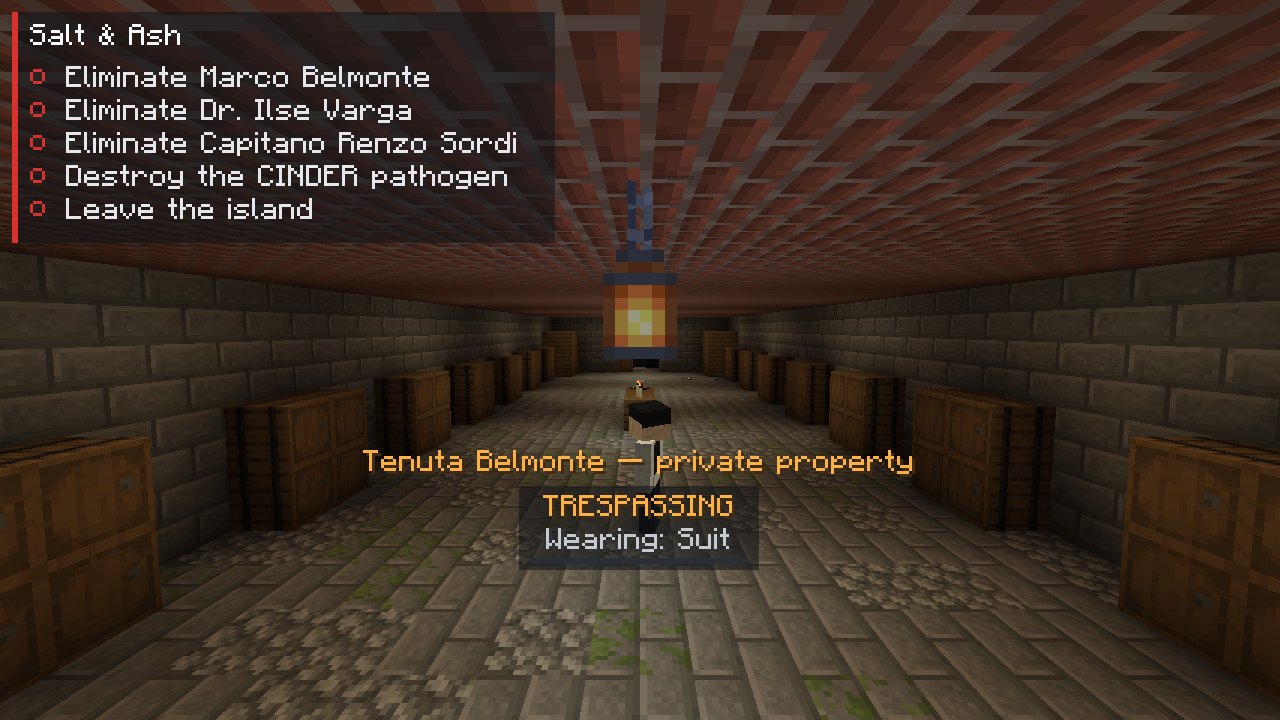 Salt & Ash
Eliminate Marco Belmonte
Eliminate Dr. Ilse Varga
Eliminate Capitano Renzo Sordi
Destroy the CINDER pathogen
Leave the island
Tenuta Belmonte — private property
TRESPASSING
Wearing: Suit